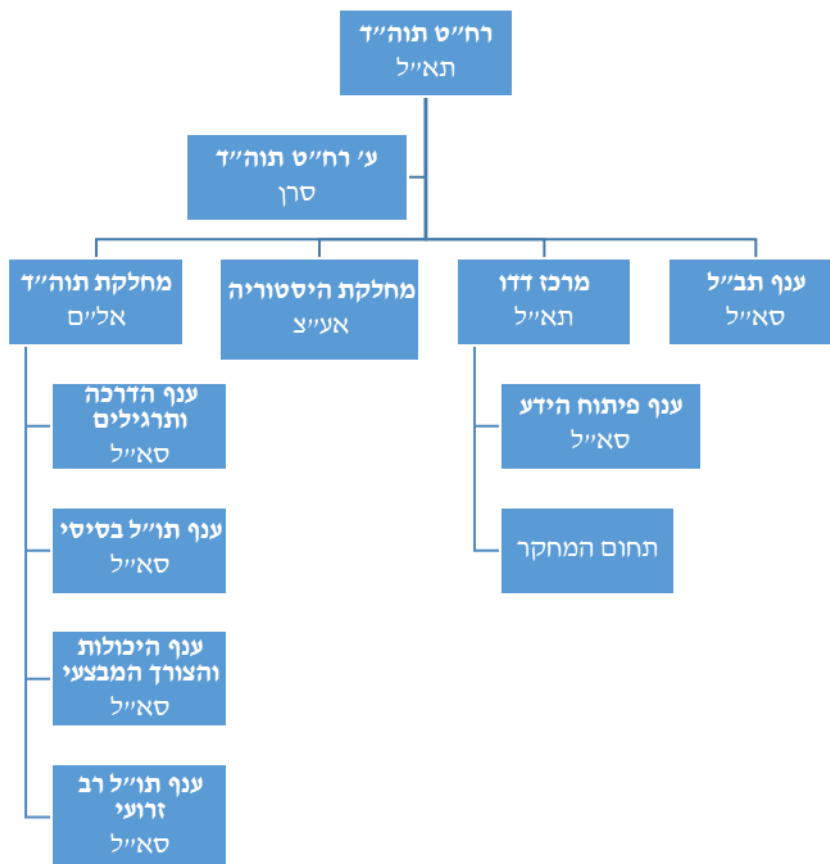 רח״ט תוה״ד
תא״ל
ע׳ רח״ט תוה״ד
סרן
ענף תב״ל
סא״ל
מרכז דדו
תא״ל
ענף פיתוח הידע
סא״ל
תחום המחקר
מחלקת היסטוריה
אע״צ
מחלקת תוה״ד
אל״ם
ענף הדרכה
ותרגילים
סא״ל
ענף תו״ל בסיסי
סא״ל
ענף היכולות
והצורך המבצעי
סא״ל
ענף תו״ל רב
זרועי
סא״ל